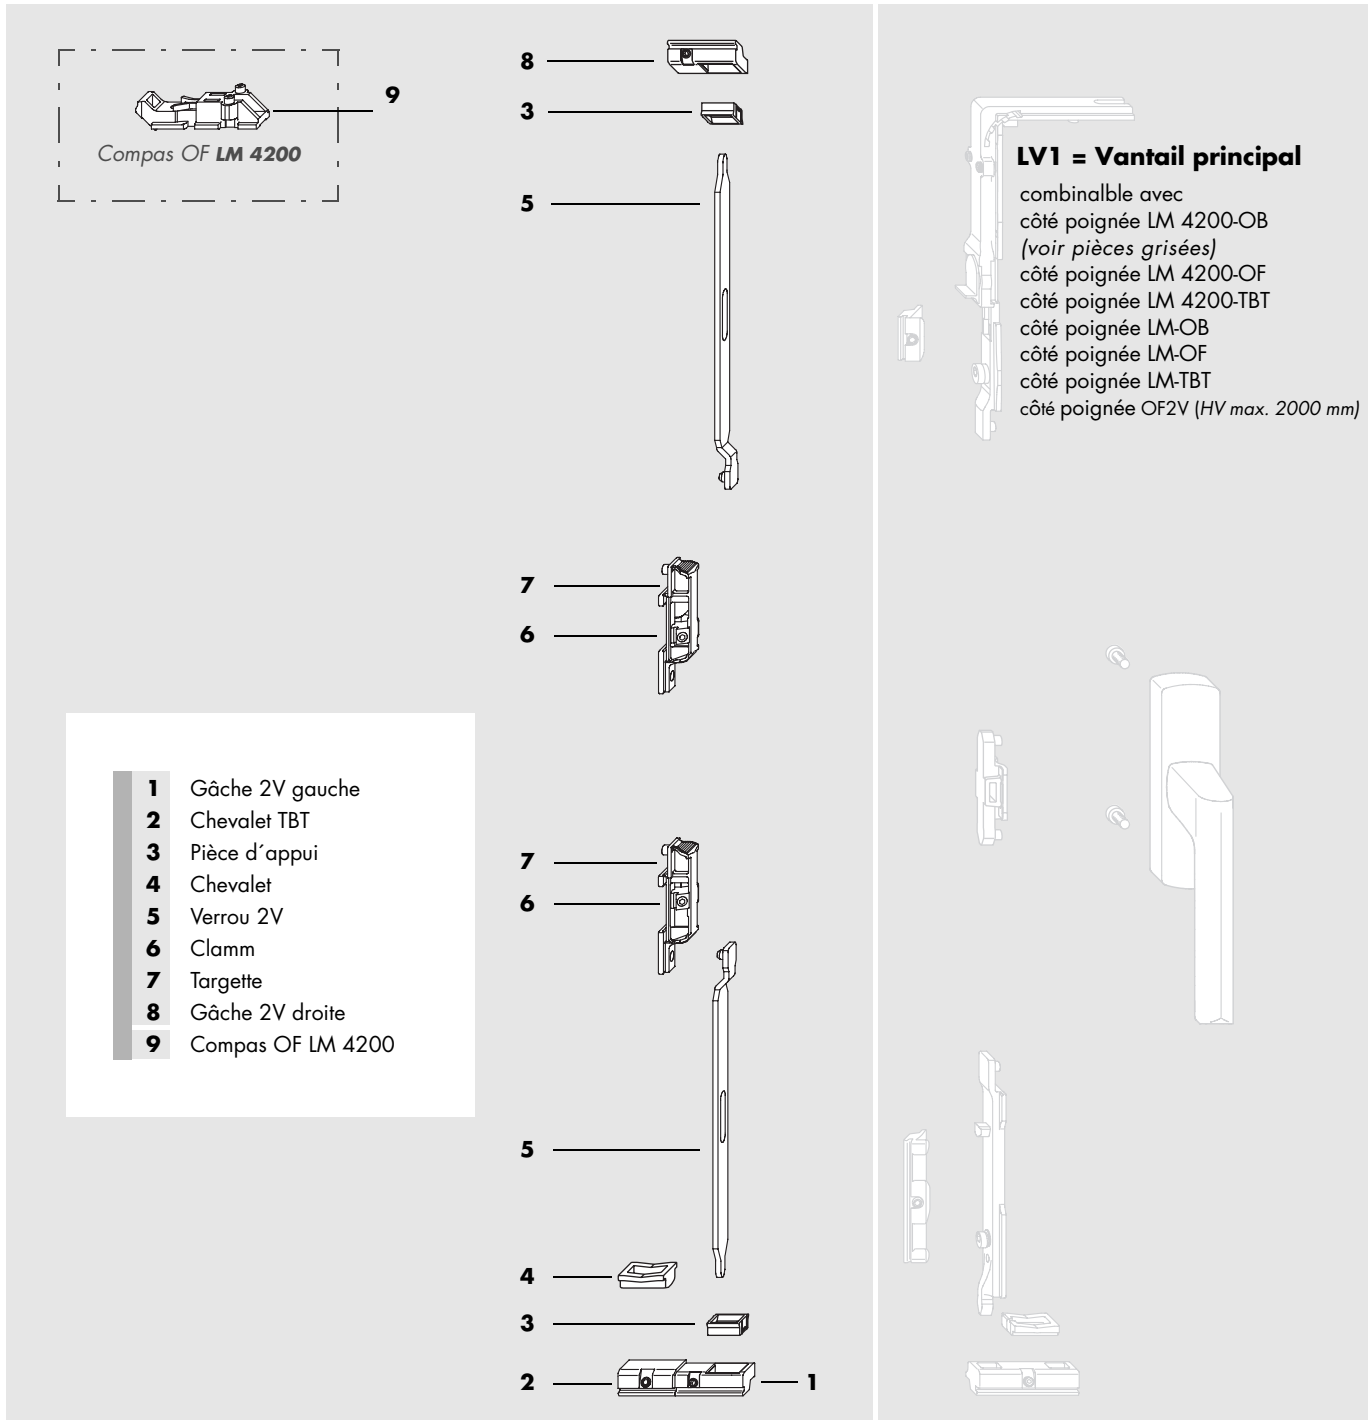 9
Compas OF LM 4200
8
3
5
7
6
7
6
5
4
3
2
1
1 Gâche 2V gauche
2 Chevalet TBT
3 Pièce d´appui
4 Chevalet
5 Verrou 2V
6 Clamm
7 Targette
8 Gâche 2V droite
9 Compas OF LM 4200
LV1 = Vantail principal
combinalble avec
côté poignée LM 4200-OB
(voir pièces grisées)
côté poignée LM 4200-OF
côté poignée LM 4200-TBT
côté poignée LM-OB
côté poignée LM-OF
côté poignée LM-TBT
côté poignée OF2V (HV max. 2000 mm)